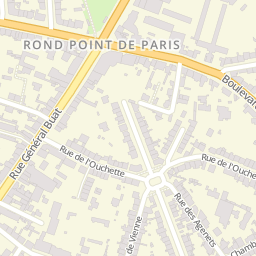 ROND POINT DE PARIS
Boulevar
Rue Général Buat
Rue de l'Ouchette
Rue de l'Ouche
Rue des Agenets
de Vienne
Chamb